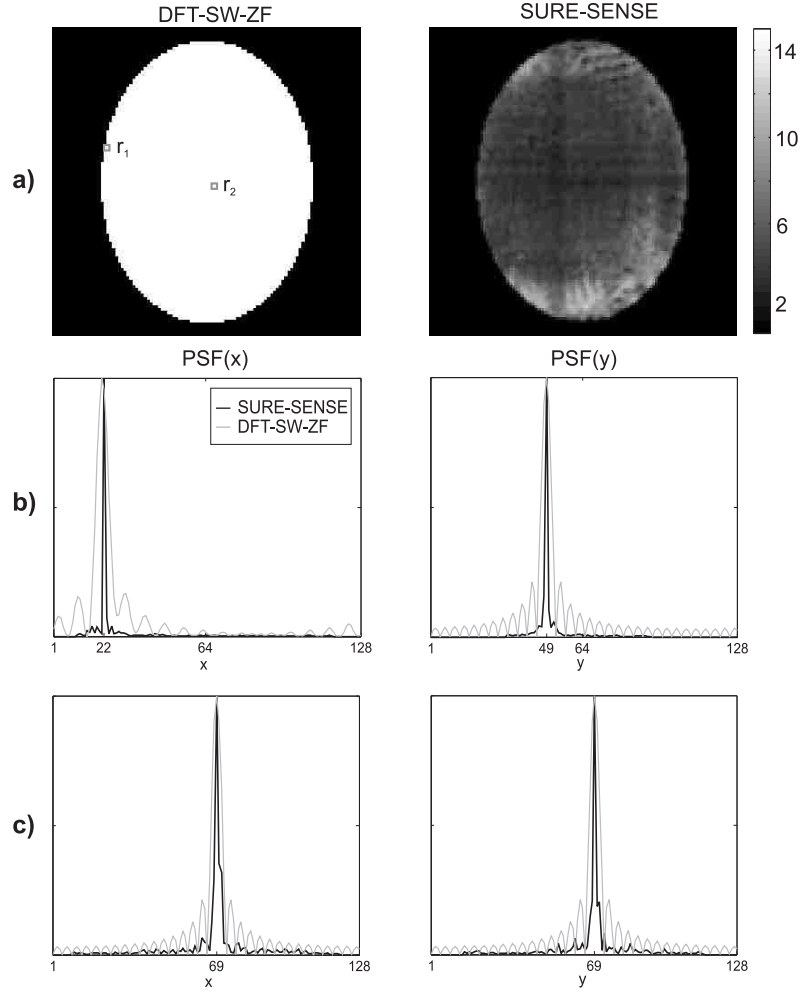 DFT-SW-ZF
SURE-SENSE
a)
r1
r2
14
10
6
2
PSF(x)
PSF(y)
b)
SURE-SENSE
DFT-SW-ZF
1 22 64 128
x
1 49 64 128
y
c)
1 69 128
x
1 69 128
y